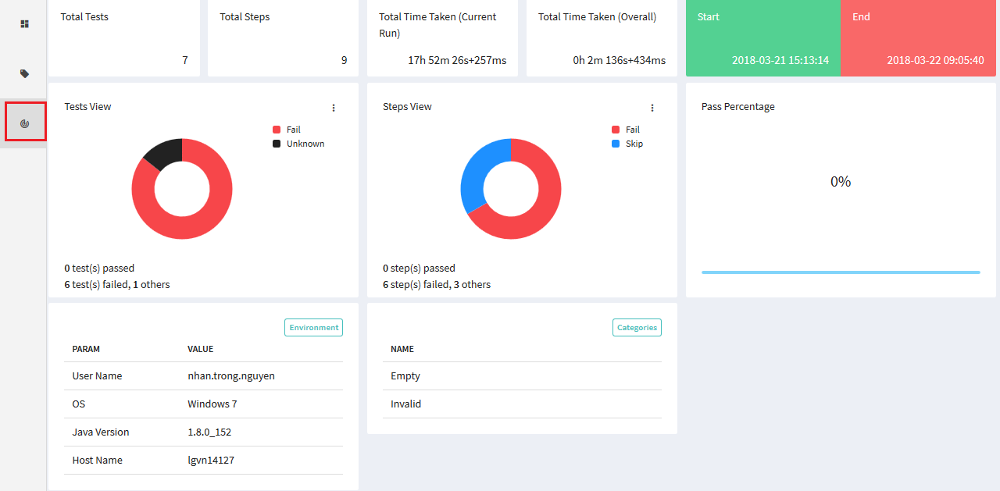 Total Tests
7
Total Steps
9
Total Time Taken (Current
Run)
17h 52m 26s+257ms
Total Time Taken (Overall)
0h 2m 136s+434ms
Start
2018-03-21 15:13:14
End
2018-03-22 09:05:40
Tests View
Fail
Unknown
0 test(s) passed
6 test(s) failed, 1 others
Steps View
Fail
Skip
0 step(s) passed
6 step(s) failed, 3 others
Pass Percentage
0%
Environment
PARAM VALUE
User Name nhan.trong.nguyen
OS Windows 7
Java Version 1.8.0_152
Host Name lgvn14127
Categories
NAME
Empty
Invalid